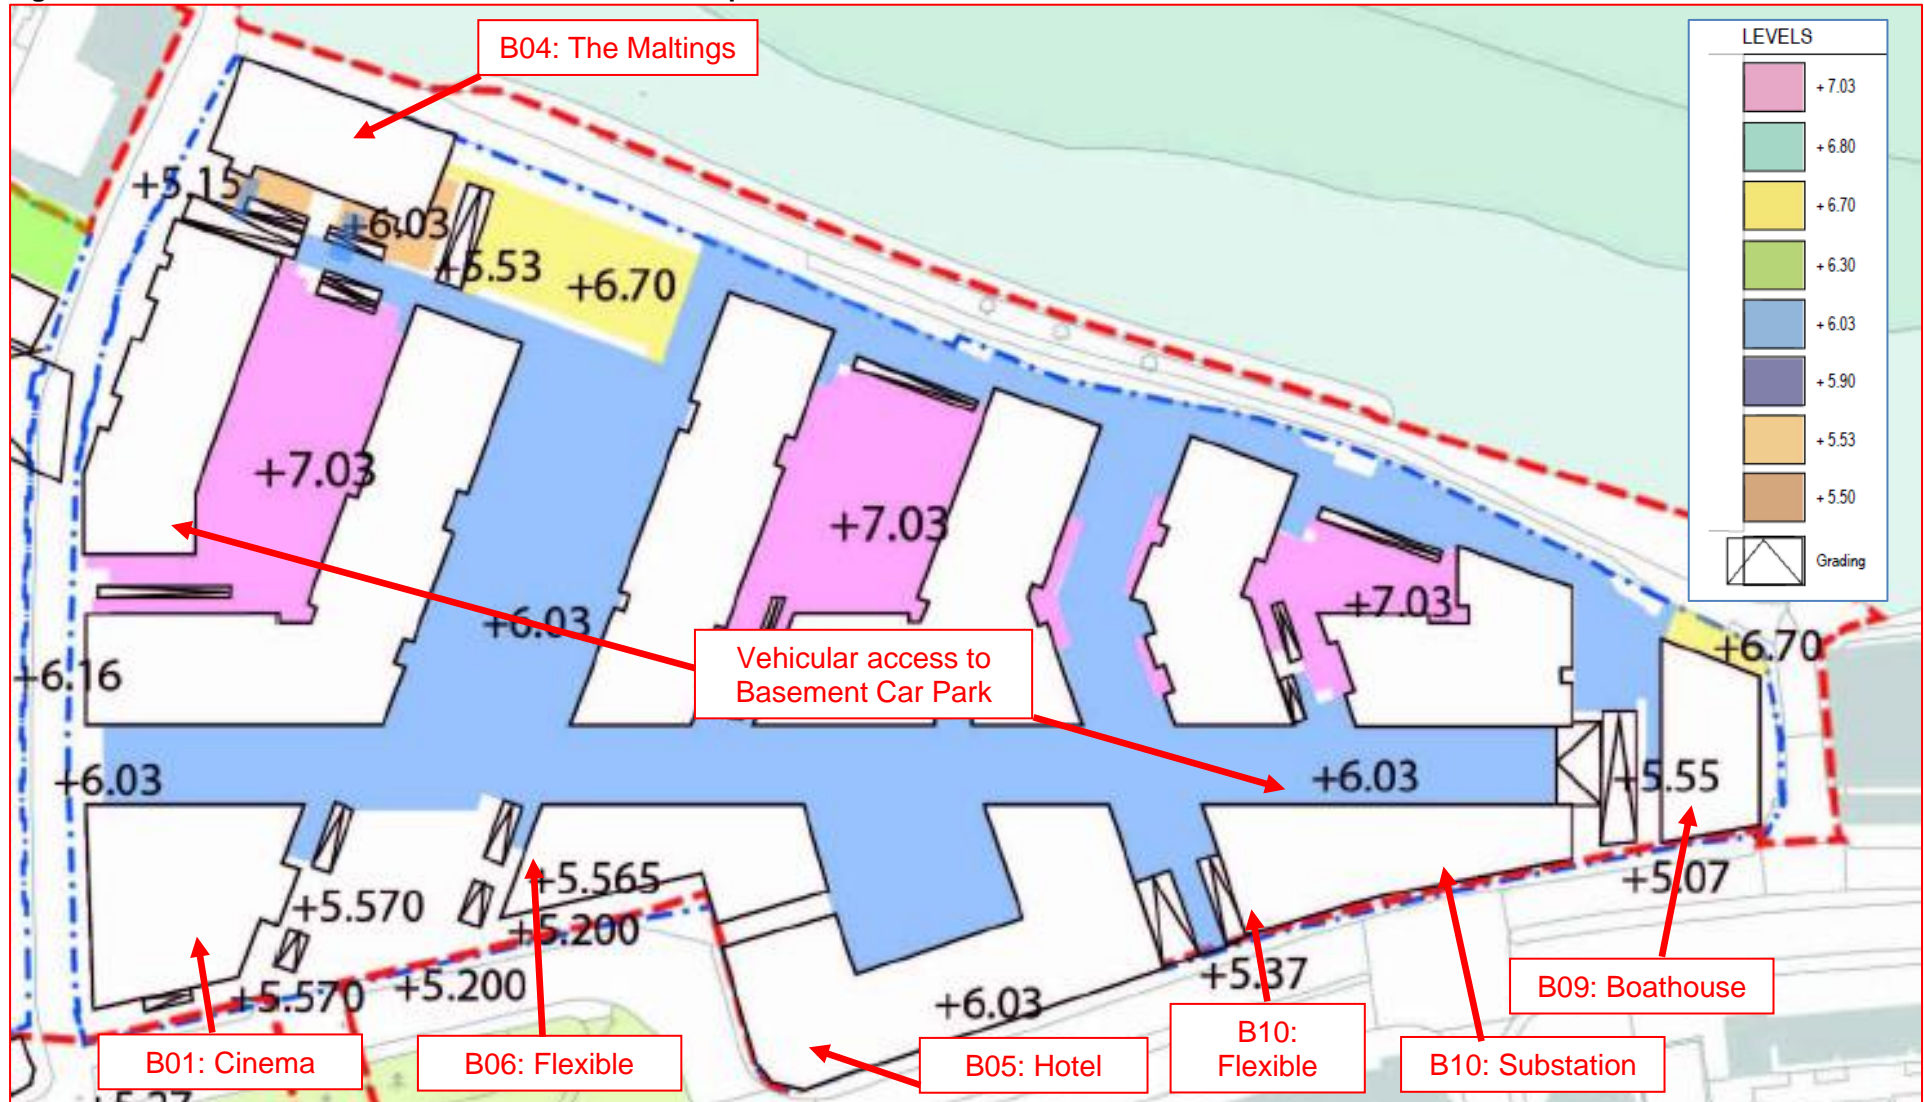 B04: The Maltings
LEVELS
+ 7.03
+ 6.80
+ 6.70
+ 6.30
+ 6.03
+ 5.90
+ 5.53
+ 5.50
Grading
+5.15
+6.03
+5.53
+6.70
+7.03
+7.03
+7.03
+6.03
+6.70
+6.16
Vehicular access to
Basement Car Park
+6.03
+6.03
+5.55
+5.565
+5.570
+5.07
+5.200
+5.570
+5.200
+5.37
+6.03
B09: Boathouse
B01: Cinema
B06: Flexible
B05: Hotel
B10:
Flexible
B10: Substation